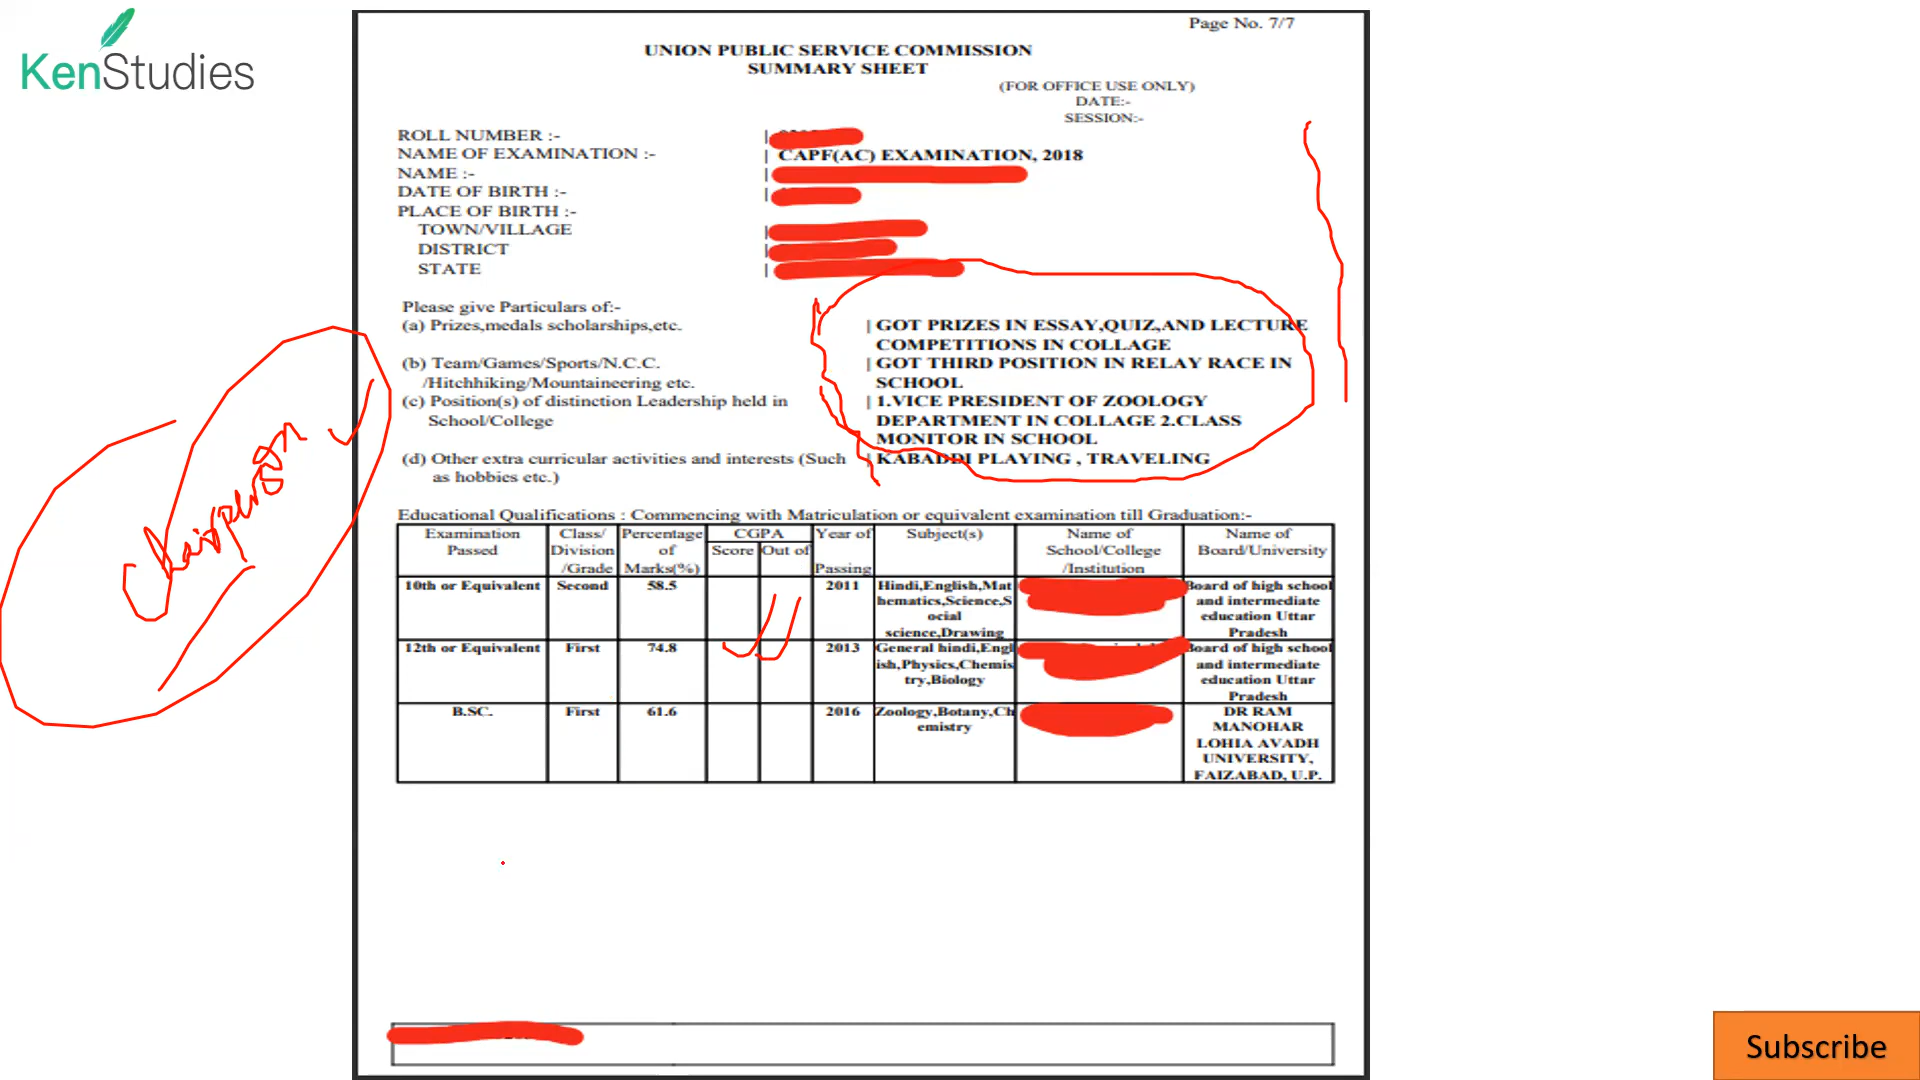 KenStudies
Page No. 7/7
UNION PUBLIC SERVICE COMMISSION
SUMMARY SHEET
(FOR OFFICE USE ONLY)
DATE:-
SESSION:-
ROLL NUMBER :- |
NAME OF EXAMINATION :- | CAPF(AC) EXAMINATION, 2018
NAME :- |
DATE OF BIRTH :- |
PLACE OF BIRTH :-
TOWN/VILLAGE |
DISTRICT |
STATE |
Please give Particulars of:-
(a) Prizes,medals scholarships,etc. | GOT PRIZES IN ESSAY,QUIZ,AND LECTURE
COMPETITIONS IN COLLAGE
(b) Team/Games/Sports/N.C.C. | GOT THIRD POSITION IN RELAY RACE IN
/Hitchhiking/Mountaineering etc. SCHOOL
(c) Position(s) of distinction Leadership held in | 1.VICE PRESIDENT OF ZOOLOGY
School/College DEPARTMENT IN COLLAGE 2.CLASS
MONITOR IN SCHOOL
(d) Other extra curricular activities and interests (Such | KABADDI PLAYING , TRAVELING
as hobbies etc.)
Chairperson
Educational Qualifications : Commencing with Matriculation or equivalent examination till Graduation:-
Examination Class/ Percentage CGPA Year of Subject(s) Name of Name of
Passed Division of Score Out of School/College Board/University
/Grade Marks(%) Passing /Institution
10th or Equivalent Second 58.5 2011 Hindi,English,Mat Board of high school
hematics,Science,S and intermediate
ocial education Uttar
science,Drawing Pradesh
12th or Equivalent First 74.8 2013 General hindi,Engl Board of high school
ish,Physics,Chemis and intermediate
try,Biology education Uttar
Pradesh
B.SC. First 61.6 2016 Zoology,Botany,Ch DR RAM
emistry MANOHAR
LOHIA AVADH
UNIVERSITY,
FAIZABAD, U.P.
Subscribe